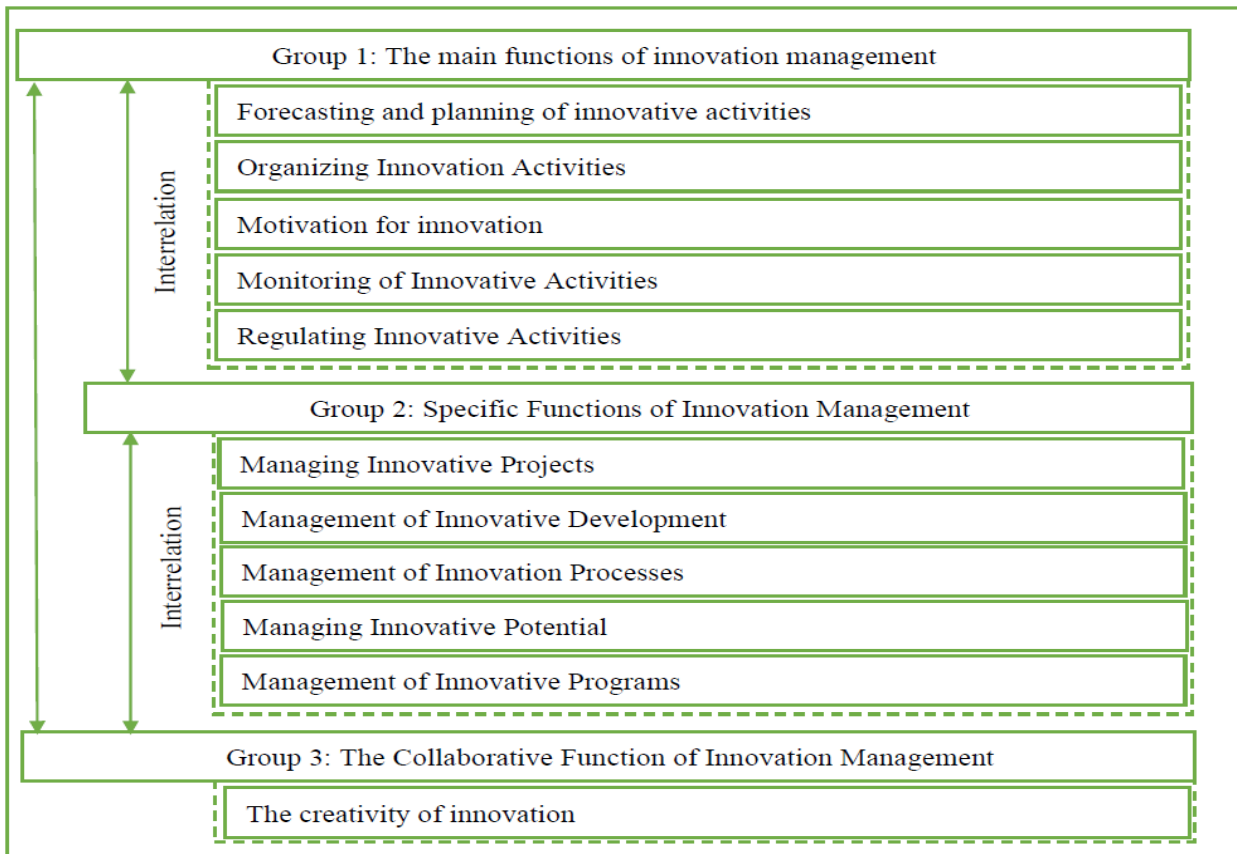 Group 1: The main functions of innovation management
Forecasting and planning of innovative activities
Organizing Innovation Activities
Motivation for innovation
Monitoring of Innovative Activities
Regulating Innovative Activities
Interrelation
Group 2: Specific Functions of Innovation Management
Managing Innovative Projects
Management of Innovative Development
Management of Innovation Processes
Managing Innovative Potential
Management of Innovative Programs
Interrelation
Group 3: The Collaborative Function of Innovation Management
The creativity of innovation